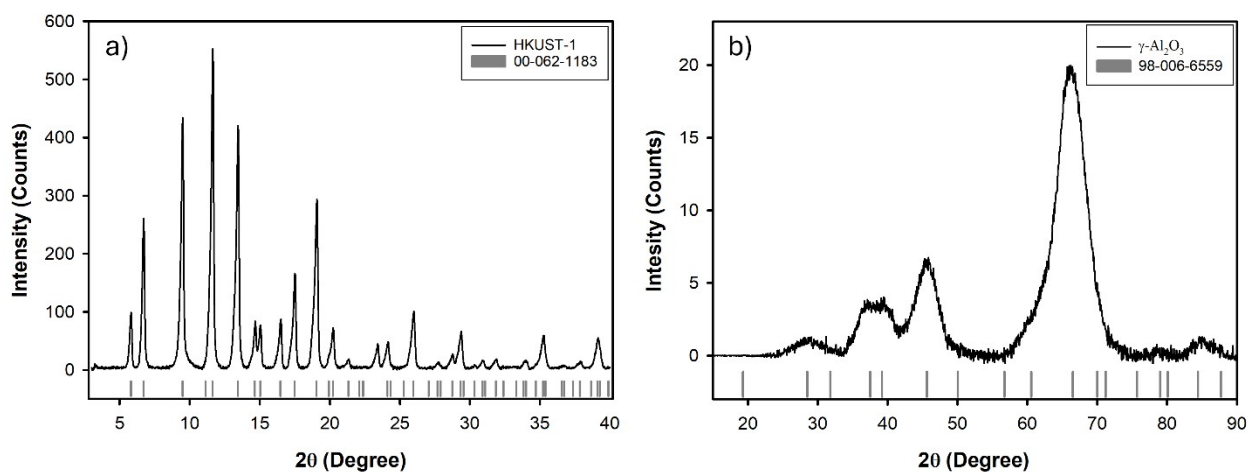 a)
HKUST-1
00-062-1183
Intensity (Counts)
600
500
400
300
200
100
0
5 10 15 20 25 30 35 40
2θ (Degree)
b)
γ-Al₂O₃
98-006-6559
Intesity (Counts)
20
15
10
5
0
20 30 40 50 60 70 80 90
2θ (Degree)